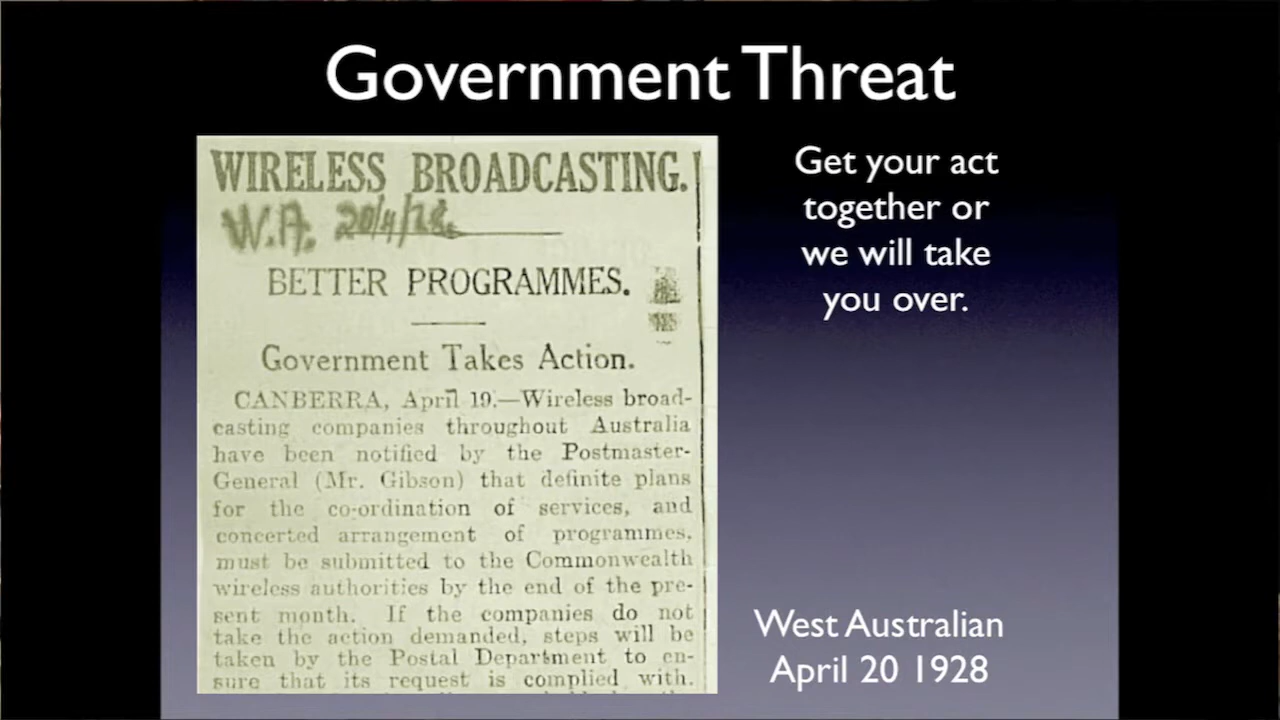 Government Threat
WIRELESS BROADCASTING.
W.A. 20/4/28.
BETTER PROGRAMMES.
Government Takes Action.
CANBERRA, April 19.—Wireless broad-
casting companies throughout Australia
have been notified by the Postmaster-
General (Mr. Gibson) that definite plans
for the co-ordination of services, and
concerted arrangement of programmes,
must be submitted to the Commonwealth
wireless authorities by the end of the pre-
sent month. If the companies do not
take the action demanded, steps will be
taken by the Postal Department to en-
sure that its request is complied with.
Get your act
together or
we will take
you over.
West Australian
April 20 1928